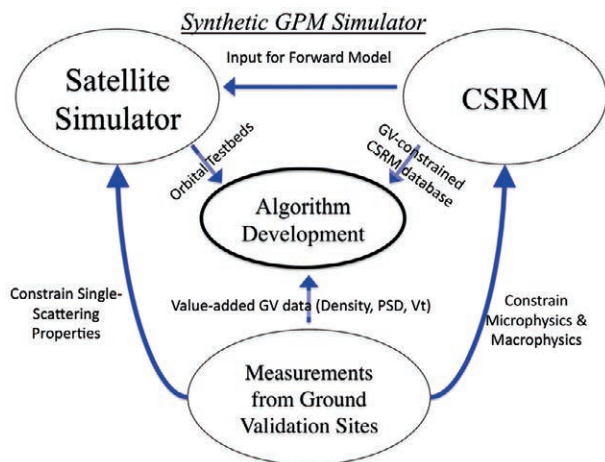 Synthetic GPM Simulator
Satellite
Simulator
Input for Forward Model
CSRM
Orbital Testbeds
GV-constrained
CSRM database
Algorithm
Development
Constrain Single-
Scattering
Properties
Value-added GV data (Density, PSD, Vt)
Constrain
Microphysics &
Macrophysics
Measurements
from Ground
Validation Sites